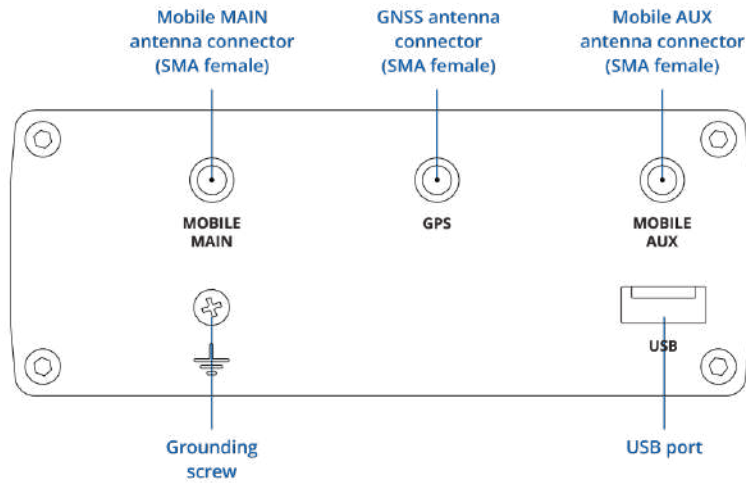 Mobile MAIN
antenna connector
(SMA female)
GNSS antenna
connector
(SMA female)
Mobile AUX
antenna connector
(SMA female)
MOBILE
MAIN
GPS
MOBILE
AUX
USB
Grounding
screw
USB port